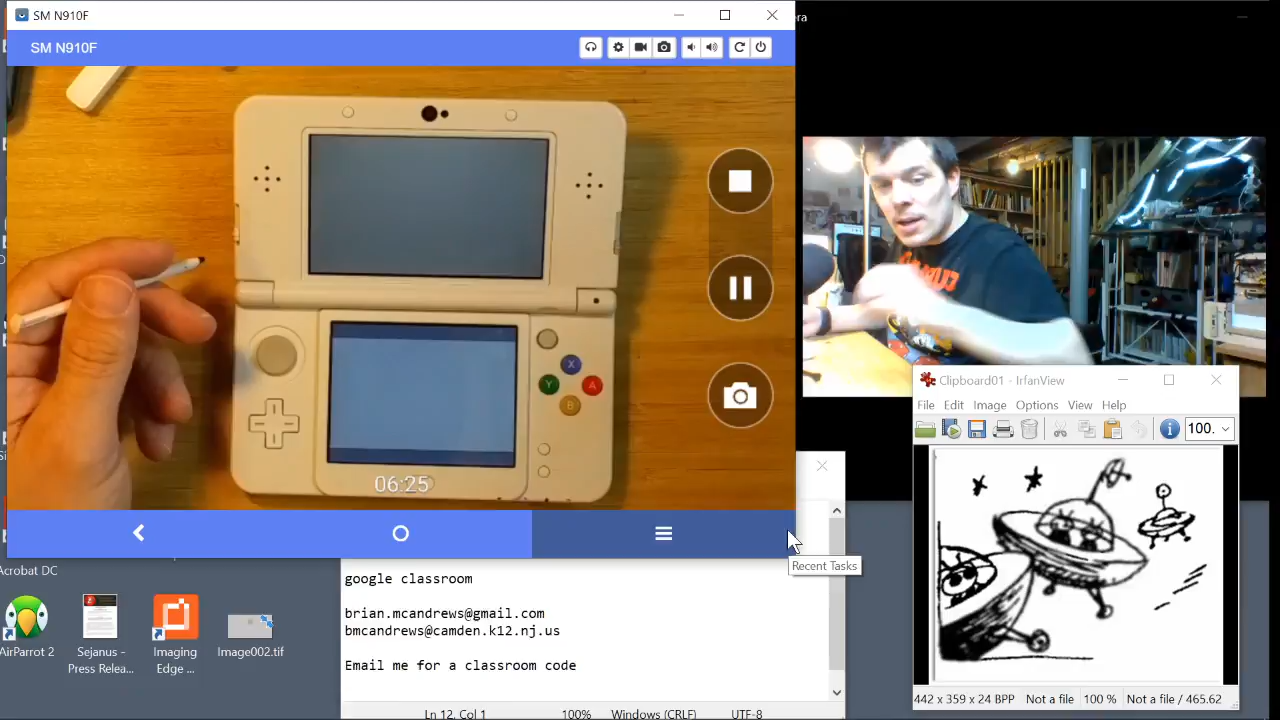 SM N910F
SM N910F
era
X
Y
A
B
06:25
Recent Tasks
Clipboard01 - IrfanView
File Edit Image Options View Help
100.
442 x 359 x 24 BPP Not a file 100 % Not a file / 465.62
google classroom
brian.mcandrews@gmail.com
bmcandrews@camden.k12.nj.us
Email me for a classroom code
Ln 12, Col 1 100% Windows (CRLF) UTF-8
Acrobat DC
AirParrot 2
Sejanus -
Press Relea...
Imaging
Edge ...
Image002.tif